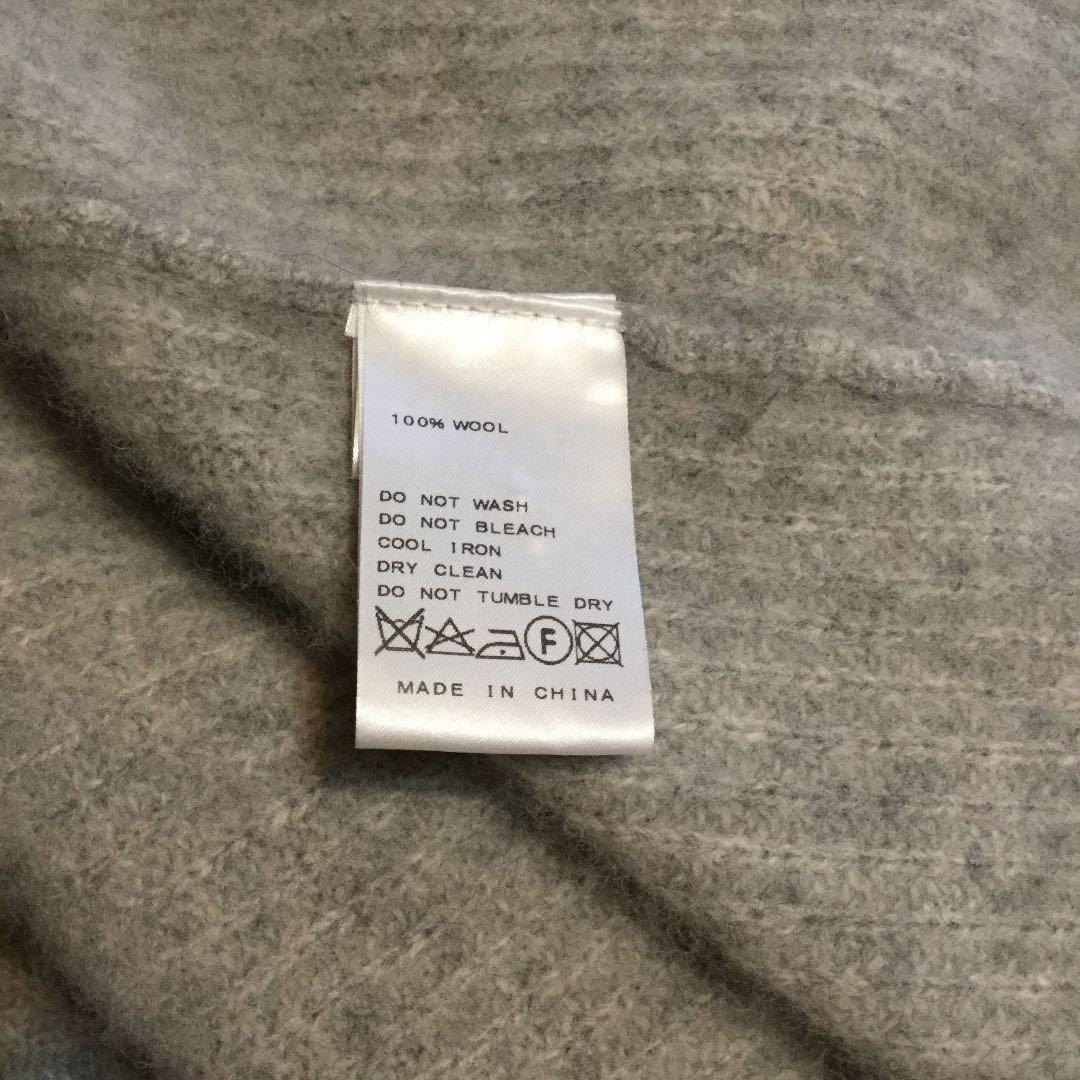 100% WOOL
DO NOT WASH
DO NOT BLEACH
COOL IRON
DRY CLEAN
DO NOT TUMBLE DRY
F
MADE IN CHINA